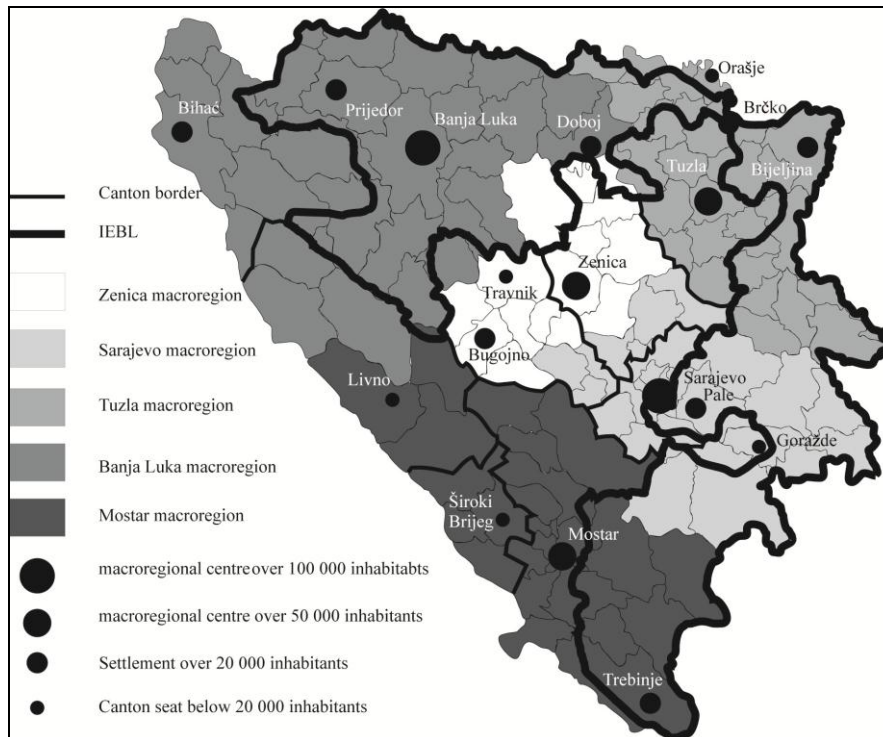 Orašje
Brčko
Bihać
Prijedor
Banja Luka
Doboj
Tuzla
Bijeljina
Canton border
IEBL
Zenica
Zenica macroregion
Travnik
Sarajevo macroregion
Bugojno
Livno
Sarajevo
Pale
Tuzla macroregion
Goražde
Banja Luka macroregion
Široki
Brijeg
Mostar macroregion
Mostar
macroregional centre over 100 000 inhabitabts
macroregional centre over 50 000 inhabitants
Settlement over 20 000 inhabitants
Trebinje
Canton seat below 20 000 inhabitants